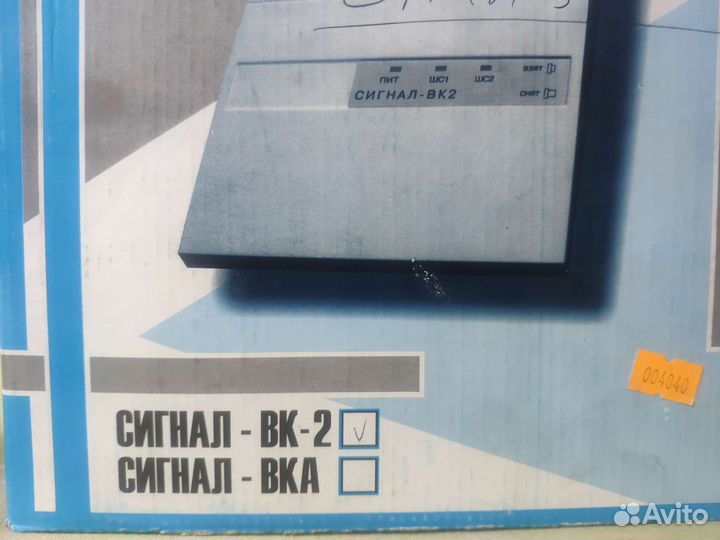 ВЗЯТ
ПИТ ШС1 ШС2
СНЯТ
СИГНАЛ-ВК2
004040
СИГНАЛ - ВК-2
СИГНАЛ - ВКА
Avito